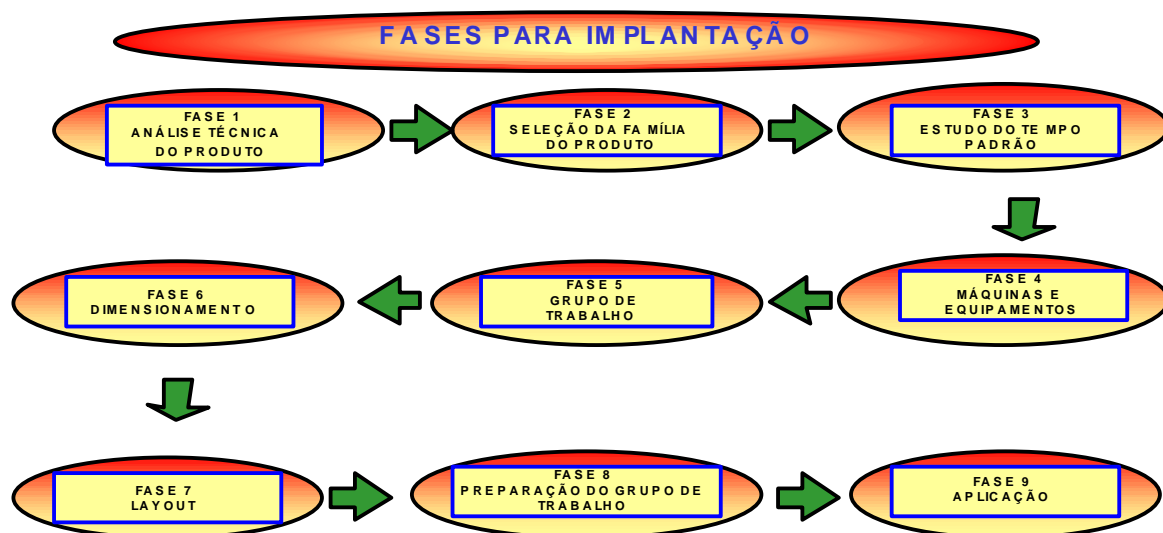 FASES PARA IMPLANTAÇÃO
FASE 1
ANÁLISE TÉCNICA
DO PRODUTO
FASE 2
SELEÇÃO DA FAMÍLIA
DO PRODUTO
FASE 3
ESTUDO DO TEMPO
PADRÃO
FASE 4
MÁQUINAS E
EQUIPAMENTOS
FASE 5
GRUPO DE
TRABALHO
FASE 6
DIMENSIONAMENTO
FASE 7
LAYOUT
FASE 8
PREPARAÇÃO DO GRUPO DE
TRABALHO
FASE 9
APLICAÇÃO